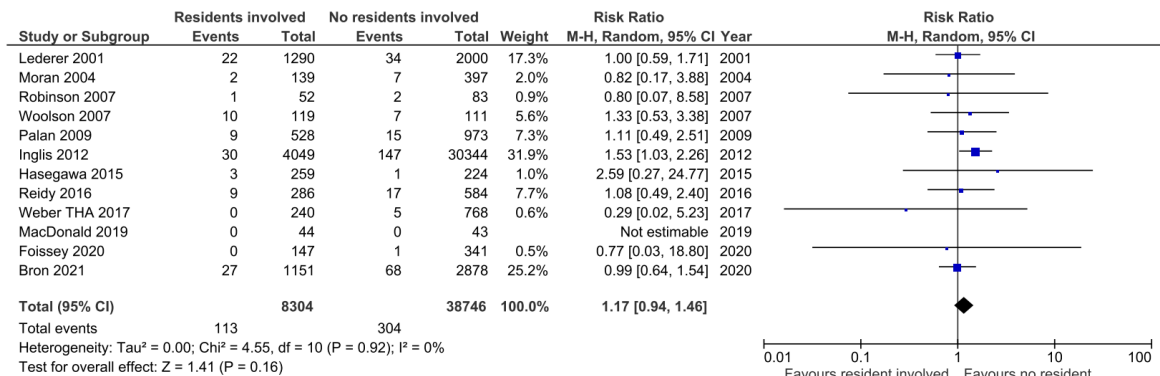 Residents involved No residents involved Risk Ratio Risk Ratio
Study or Subgroup Events Total Events Total Weight M-H, Random, 95% CI Year M-H, Random, 95% CI
Lederer 2001 22 1290 34 2000 17.3% 1.00 [0.59, 1.71] 2001
Moran 2004 2 139 7 397 2.0% 0.82 [0.17, 3.88] 2004
Robinson 2007 1 52 2 83 0.9% 0.80 [0.07, 8.58] 2007
Woolson 2007 10 119 7 111 5.6% 1.33 [0.53, 3.38] 2007
Palan 2009 9 528 15 973 7.3% 1.11 [0.49, 2.51] 2009
Inglis 2012 30 4049 147 30344 31.9% 1.53 [1.03, 2.26] 2012
Hasegawa 2015 3 259 1 224 1.0% 2.59 [0.27, 24.77] 2015
Reidy 2016 9 286 17 584 7.7% 1.08 [0.49, 2.40] 2016
Weber THA 2017 0 240 5 768 0.6% 0.29 [0.02, 5.23] 2017
MacDonald 2019 0 44 0 43 Not estimable 2019
Foissey 2020 0 147 1 341 0.5% 0.77 [0.03, 18.80] 2020
Bron 2021 27 1151 68 2878 25.2% 0.99 [0.64, 1.54] 2020
Total (95% CI) 8304 38746 100.0% 1.17 [0.94, 1.46]
Total events 113 304
Heterogeneity: Tau² = 0.00; Chi² = 4.55, df = 10 (P = 0.92); I² = 0%
Test for overall effect: Z = 1.41 (P = 0.16)
0.01 0.1 1 10 100
Favours resident involved Favours no resident